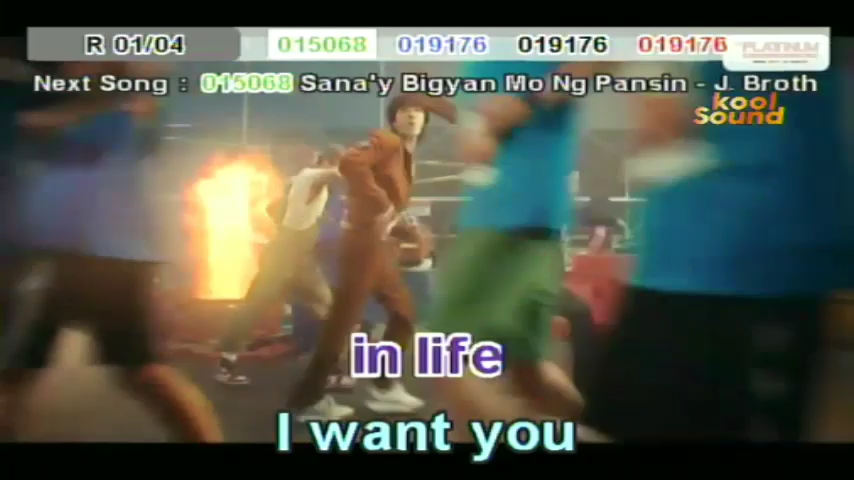 R 01/04 015068 019176 019176 019176 PLATINUM
Next Song : 015068 Sana'y Bigyan Mo Ng Pansin - J. Broth
kool
Sound
in life
I want you